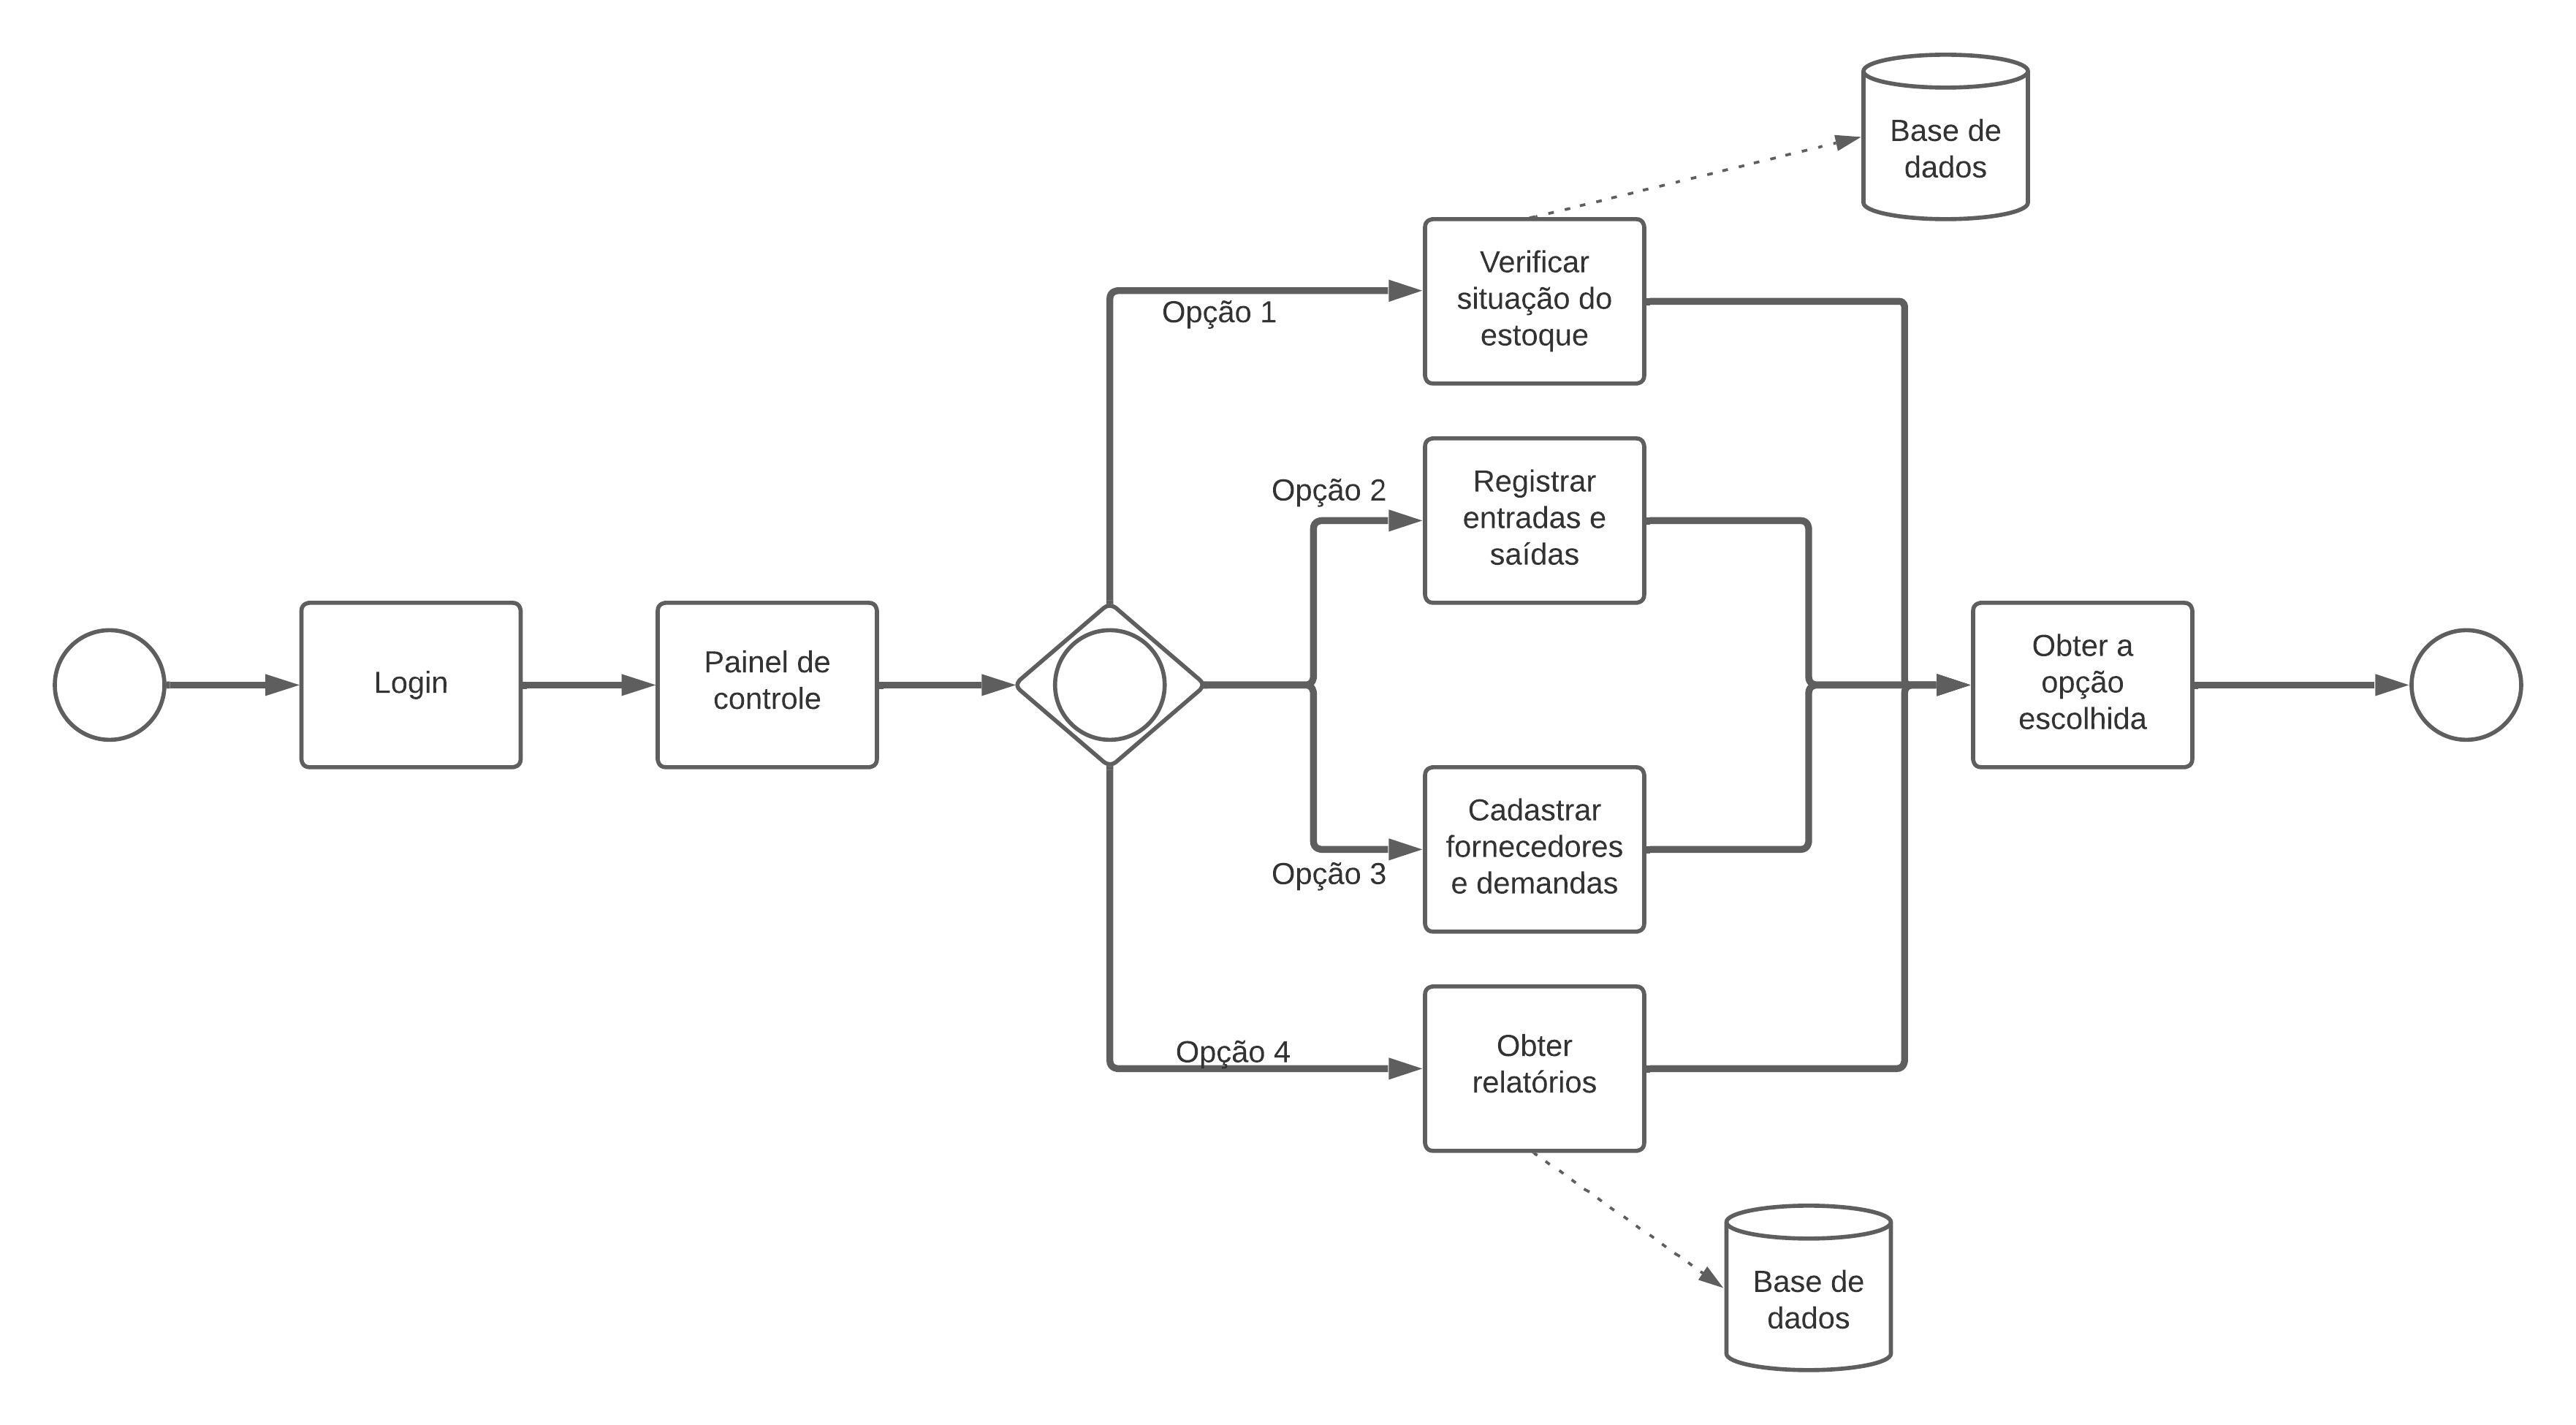 Base de
dados
Verificar
situação do
estoque
Opção 1
Opção 2
Registrar
entradas e
saídas
Login
Painel de
controle
Obter a
opção
escolhida
Cadastrar
fornecedores
e demandas
Opção 3
Opção 4
Obter
relatórios
Base de
dados